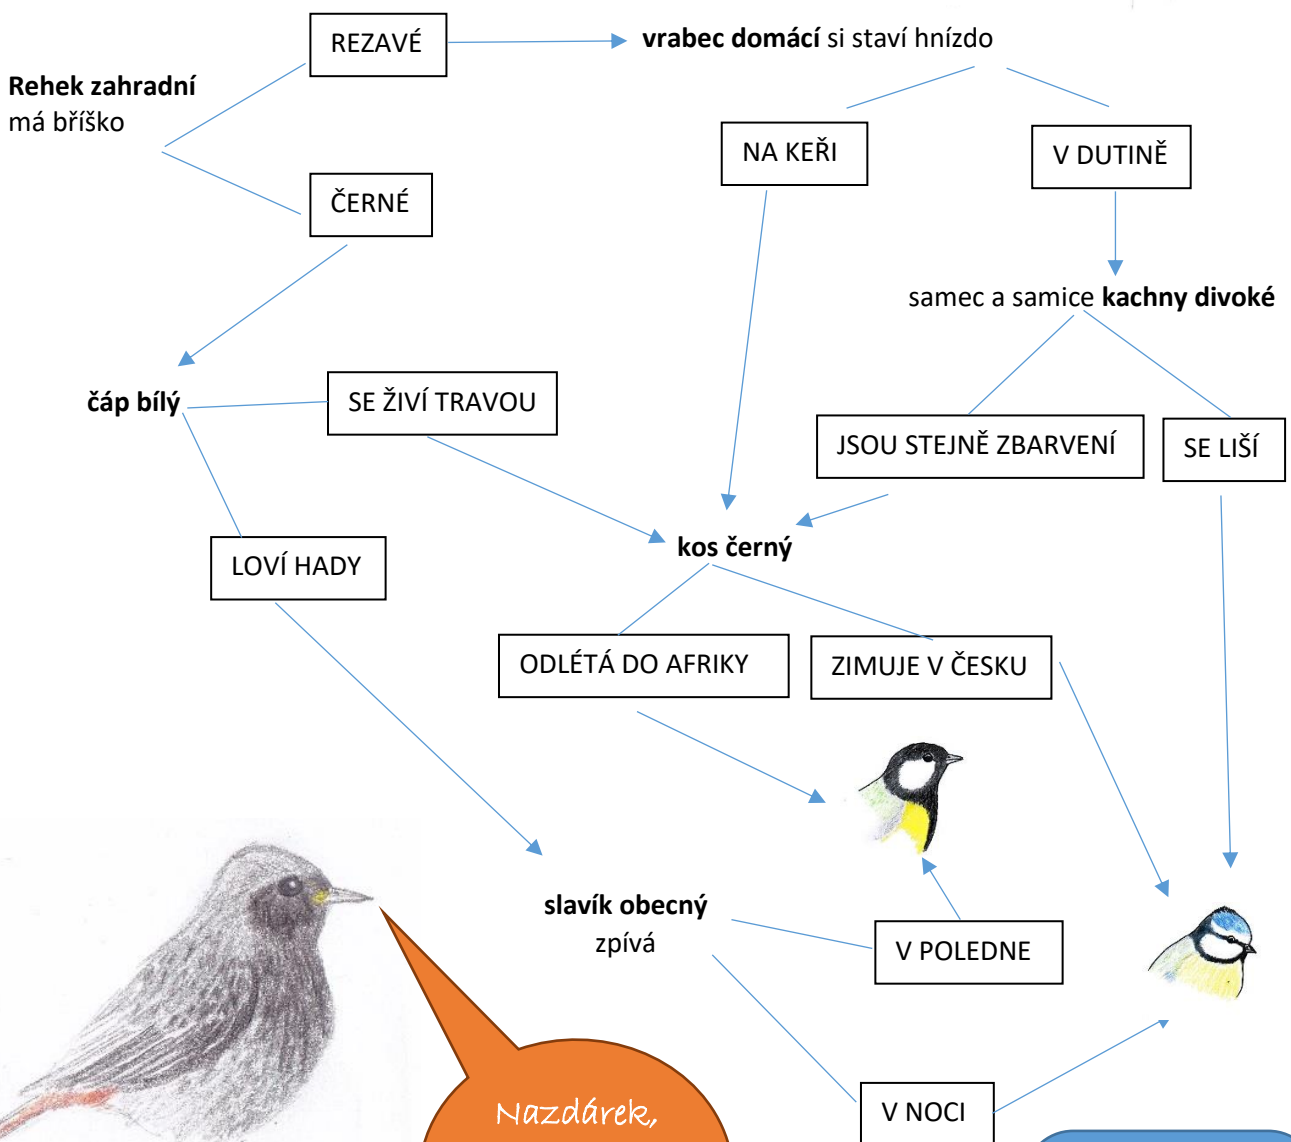 REZAVÉ
vrabec domácí si staví hnízdo
Rehek zahradní
má bříško
NA KEŘI
V DUTINĚ
ČERNÉ
samec a samice kachny divoké
čáp bílý
SE ŽIVÍ TRAVOU
JSOU STEJNĚ ZBARVENÍ
SE LIŠÍ
kos černý
LOVÍ HADY
ODLÉTÁ DO AFRIKY
ZIMUJE V ČESKU
slavík obecný
zpívá
V POLEDNE
V NOCI
Nazdárek,